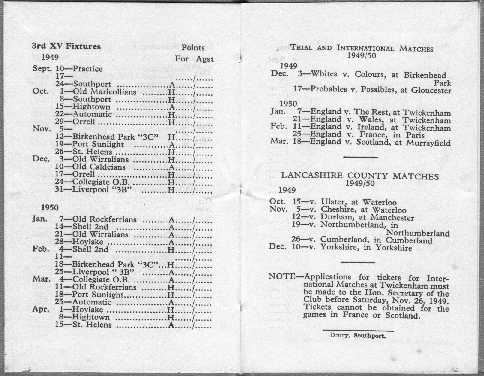 3rd XV Fixtures Points
1949 For Agst
Sept. 10—Practice
17— ....../......
24—Southport ..................A....../......
Oct. 1—Old Maricollians ........H....../......
8—Southport ..................H....../......
15—Hightown ..................A....../......
22—Automatic ................H....../......
29—Orrell ......................H....../......
Nov. 5—
12—Birkenhead Park "3C" H....../......
19—Port Sunlight ............A....../......
26—St. Helens ................H....../......
Dec. 3—Old Wirralians ..........H....../......
10—Old Caldeians ............A....../......
17—Orrell ......................H....../......
24—Collegiate O.B. ..........H....../......
31—Liverpool "3B" ..........H....../......
1950
Jan. 7—Old Rockferrians ......A....../......
14—Shell 2nd ..................A....../......
21—Old Wirralians ..........A....../......
28—Hoylake ..................A....../......
Feb. 4—Shell 2nd ................H....../......
11—
18—Birkenhead Park "3C"...H....../......
25—Liverpool " 3B" ........A....../......
Mar. 4—Collegiate O.B. ..........A....../......
11—Old Rockferrians ........H....../......
18—Port Sunlight..............H....../......
25—Automatic ................A....../......
Apr. 1—Hoylake ..................H....../......
8—Hightown ..................H....../......
15—St. Helens ................A....../......
TRIAL AND INTERNATIONAL MATCHES
1949/50
1949
Dec. 3—Whites v. Colours, at Birkenhead
Park
17—Probables v. Possibles, at Gloucester
1950
Jan. 7—England v. The Rest, at Twickenham
21—England v. Wales, at Twickenham
Feb. 11—England v. Ireland, at Twickenham
25—England v. France, in Paris
Mar. 18—England v. Scotland, at Murrayfield
LANCASHIRE COUNTY MATCHES
1949/50
1949
Oct. 15—v. Ulster, at Waterloo
Nov. 5—v. Cheshire, at Waterloo
12—v. Durham, at Manchester
19—v. Northumberland, in
Northumberland
26—v. Cumberland, in Cumberland
Dec. 10—v. Yorkshire, in Yorkshire
NOTE—Applications for tickets for Inter-
national Matches at Twickenham must
be made to the Hon. Secretary of the
Club before Saturday, Nov. 26, 1949.
Tickets cannot be obtained for the
games in France or Scotland.
Drury, Southport.